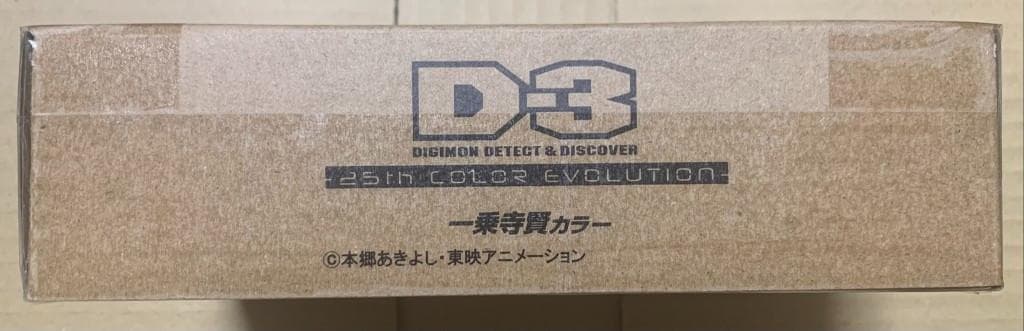 D-3
DIGIMON DETECT & DISCOVER
-25th COLOR EVOLUTION-
一乗寺賢カラー
©本郷あきよし・東映アニメーション